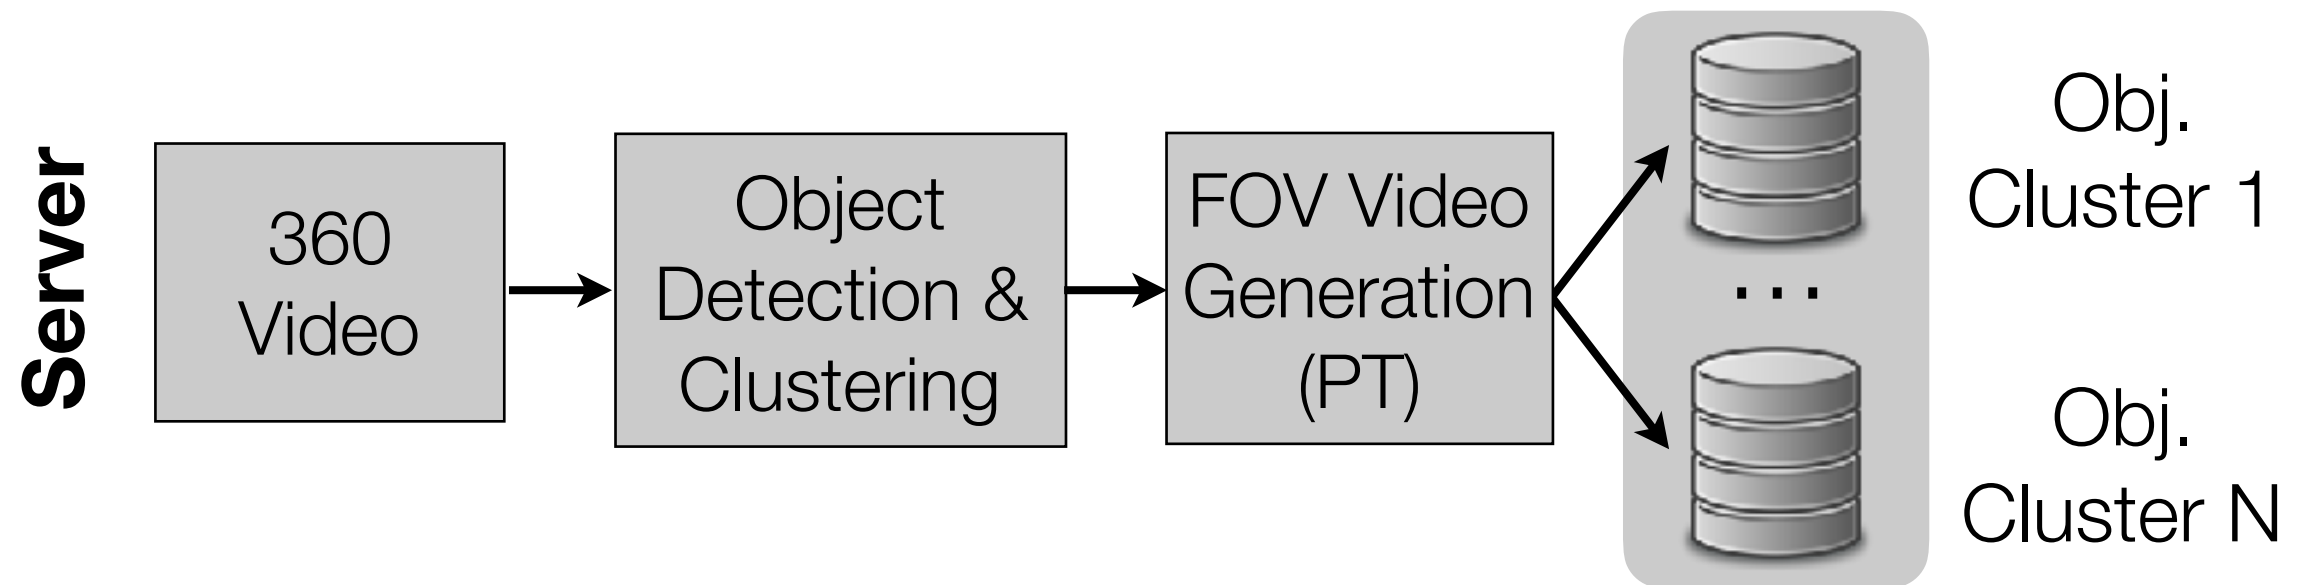 Server
360
Video
Object
Detection &
Clustering
FOV Video
Generation
(PT)
Obj.
Cluster 1
...
Obj.
Cluster N